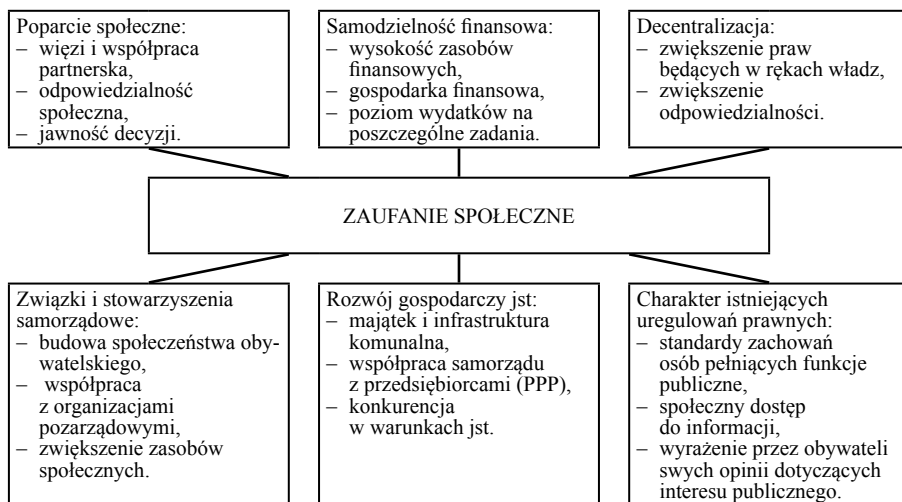 Poparcie społeczne:
– więzi i współpraca
partnerska,
– odpowiedzialność
społeczna,
– jawność decyzji.
Samodzielność finansowa:
– wysokość zasobów
finansowych,
– gospodarka finansowa,
– poziom wydatków na
poszczególne zadania.
Decentralizacja:
– zwiększenie praw
będących w rękach władz,
– zwiększenie
odpowiedzialności.
ZAUFANIE SPOŁECZNE
Związki i stowarzyszenia
samorządowe:
– budowa społeczeństwa oby-
watelskiego,
– współpraca
z organizacjami
pozarządowymi,
– zwiększenie zasobów
społecznych.
Rozwój gospodarczy jst:
– majątek i infrastruktura
komunalna,
– współpraca samorządu
z przedsiębiorcami (PPP),
– konkurencja
w warunkach jst.
Charakter istniejących
uregulowań prawnych:
– standardy zachowań
osób pełniących funkcje
publiczne,
– społeczny dostęp
do informacji,
– wyrażenie przez obywateli
swych opinii dotyczących
interesu publicznego.